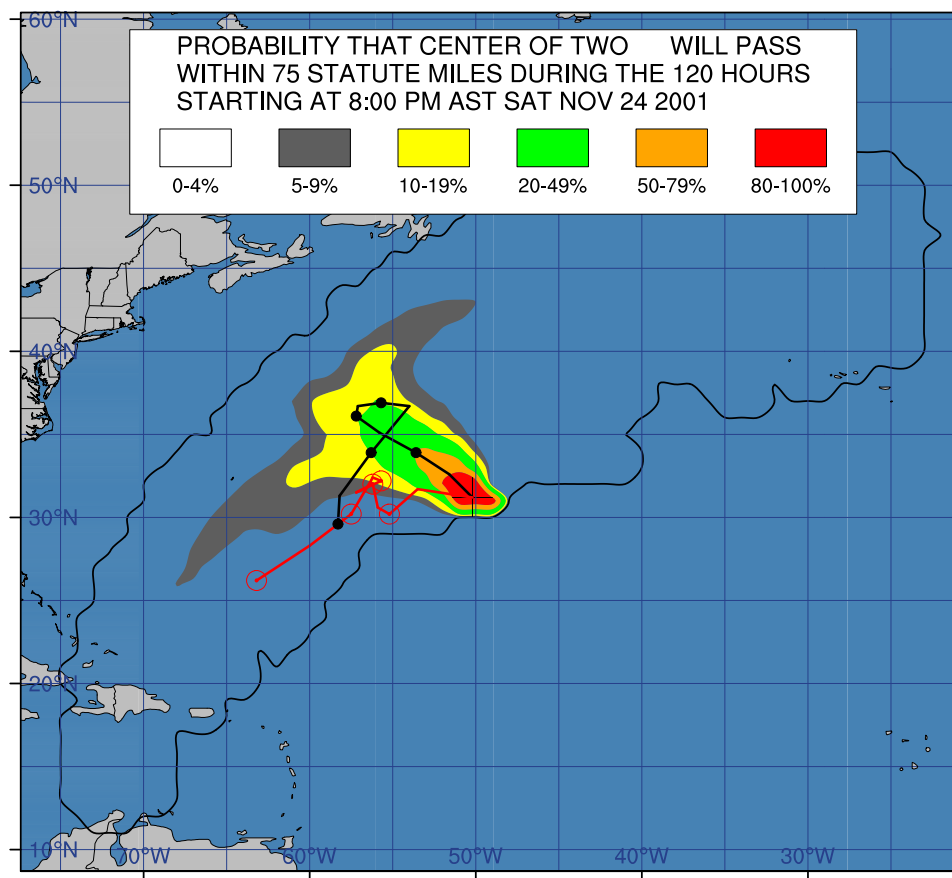 60°N
PROBABILITY THAT CENTER OF TWO WILL PASS
WITHIN 75 STATUTE MILES DURING THE 120 HOURS
STARTING AT 8:00 PM AST SAT NOV 24 2001
0-4% 5-9% 10-19% 20-49% 50-79% 80-100%
50°N
40°N
30°N
20°N
10°N
70°W 60°W 50°W 40°W 30°W